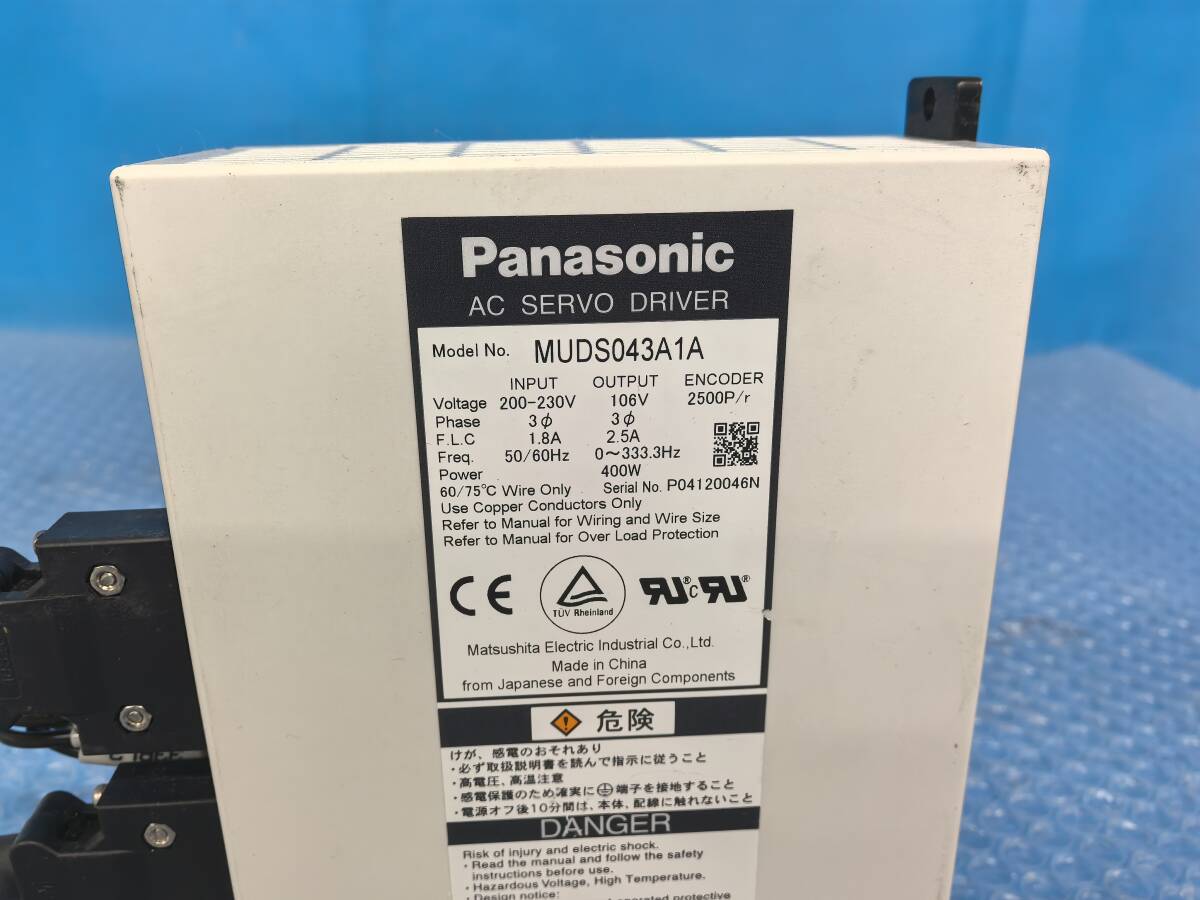 Panasonic
AC SERVO DRIVER
Model No. MUDS043A1A
INPUT OUTPUT ENCODER
Voltage 200-230V 106V 2500P/r
Phase 3φ 3φ
F.L.C 1.8A 2.5A
Freq. 50/60Hz 0～333.3Hz
Power 400W
60/75℃ Wire Only Serial No. P04120046N
Use Copper Conductors Only
Refer to Manual for Wiring and Wire Size
Refer to Manual for Over Load Protection
CE TÜV Rheinland RU c RU
Matsushita Electric Industrial Co.,Ltd.
Made in China
from Japanese and Foreign Components
危険
けが、感電のおそれあり
・必ず取扱説明書を読んで指示に従うこと
・高電圧、高温注意
・感電保護のため確実に⏚端子を接地すること
・電源オフ後10分間は、本体、配線に触れないこと
DANGER
Risk of injury and electric shock.
・Read the manual and follow the safety
instructions before use.
・Hazardous Voltage, High Temperature.
・Design notice:
protective